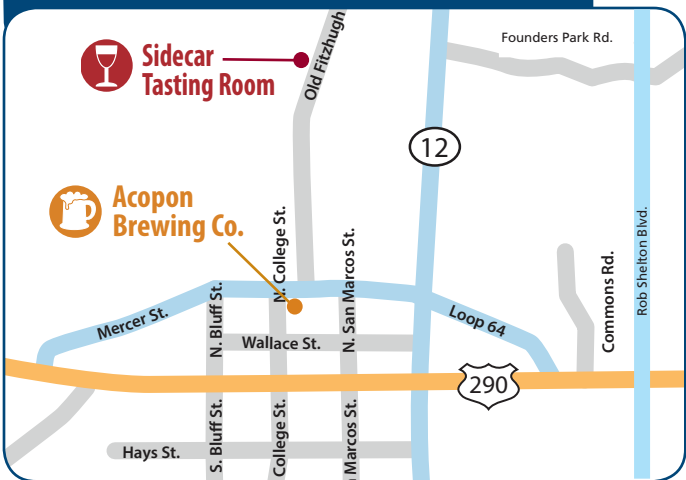 Founders Park Rd.
Sidecar
Tasting Room
Old Fitzhugh
12
Acopon
Brewing Co.
N. College St.
N. San Marcos St.
Rob Shelton Blvd.
Commons Rd.
Mercer St.
N. Bluff St.
Loop 64
Wallace St.
290
S. Bluff St.
College St.
Marcos St.
Hays St.